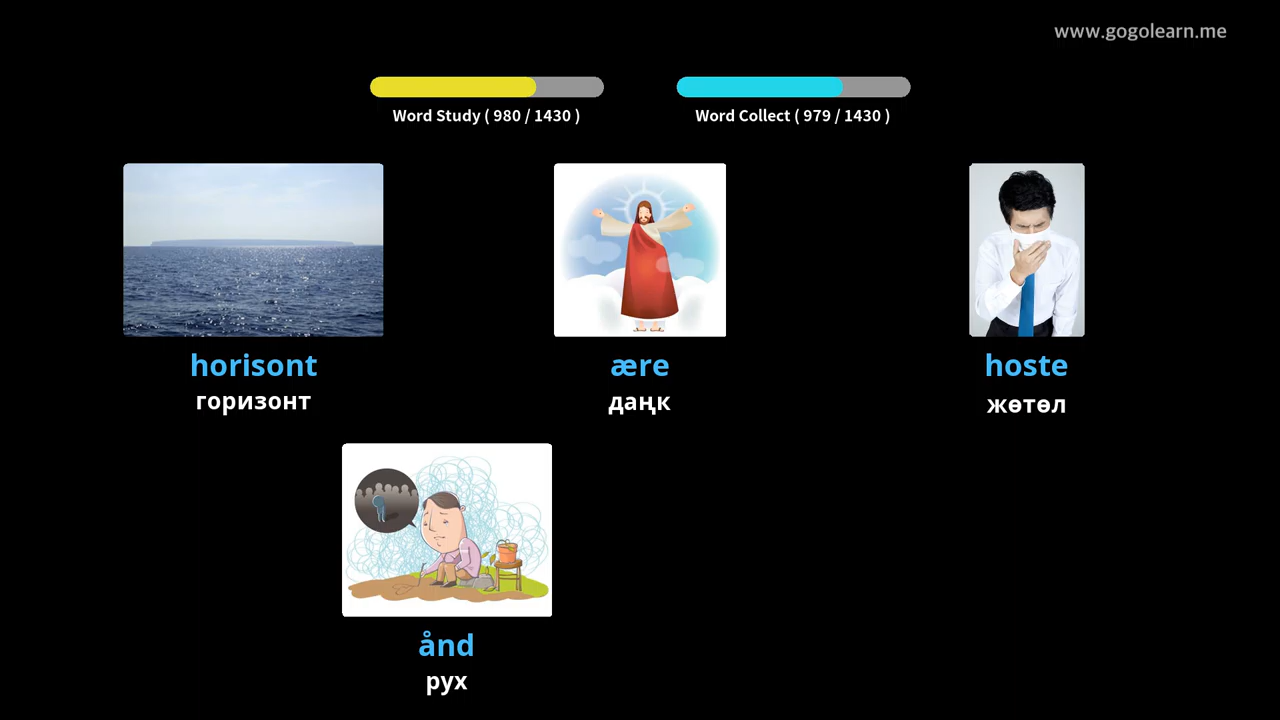 www.gogolearn.me
Word Study ( 980 / 1430 )
Word Collect ( 979 / 1430 )
horisont
горизонт
ære
даңк
hoste
жөтөл
ånd
рух